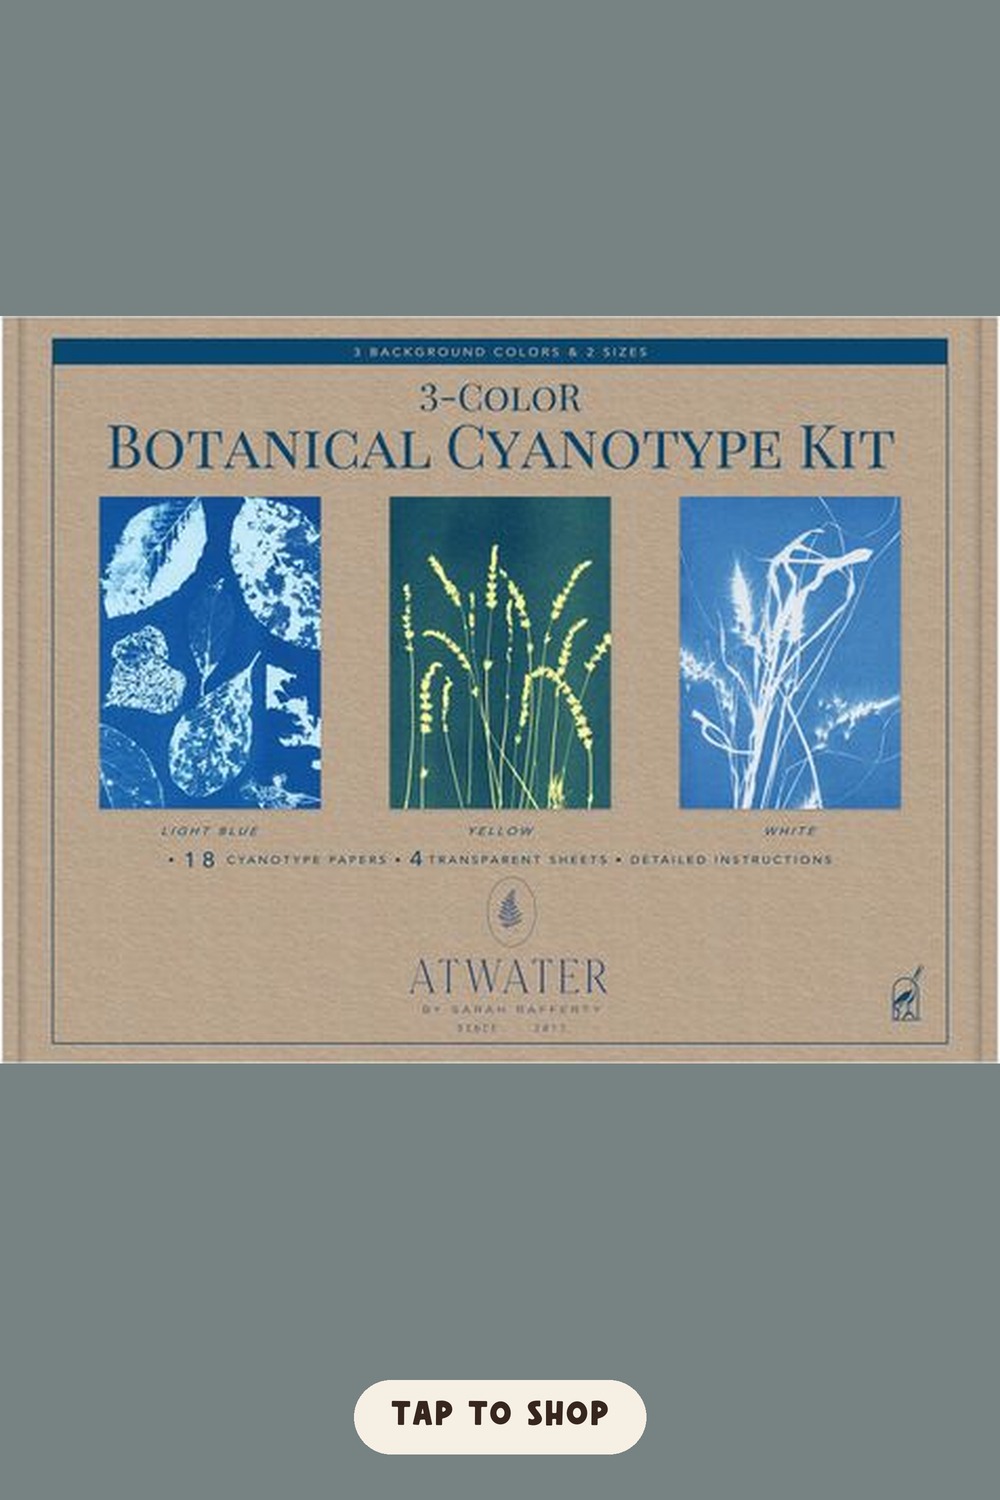 3 BACKGROUND COLORS & 2 SIZES
3-COLOR
BOTANICAL CYANOTYPE KIT
LIGHT BLUE
YELLOW
WHITE
• 18 CYANOTYPE PAPERS • 4 TRANSPARENT SHEETS • DETAILED INSTRUCTIONS
ATWATER
BY SARAH RAFFERTY
TAP TO SHOP